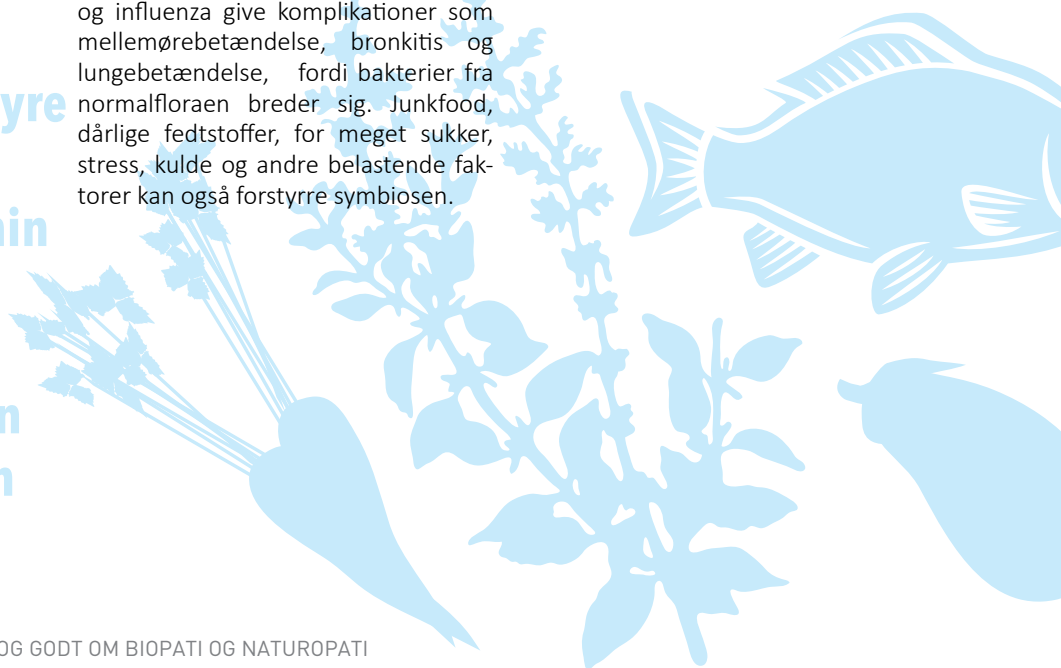 og influenza give komplikationer som
mellemørebetændelse, bronkitis og
lungebetændelse, fordi bakterier fra
normalfloraen breder sig. Junkfood,
dårlige fedtstoffer, for meget sukker,
stress, kulde og andre belastende fak-
torer kan også forstyrre symbiosen.
yre
in
n
n
OG GODT OM BIOPATI OG NATUROPATI